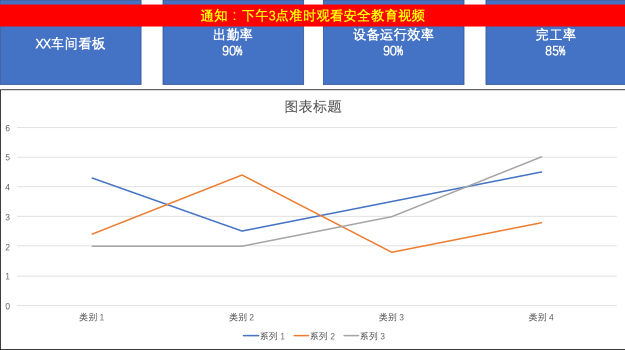 通知：下午3点准时观看安全教育视频
XX车间看板
出勤率
90%
设备运行效率
90%
完工率
85%
图表标题
6
5
4
3
2
1
0
类别 1
类别 2
类别 3
类别 4
系列 1
系列 2
系列 3